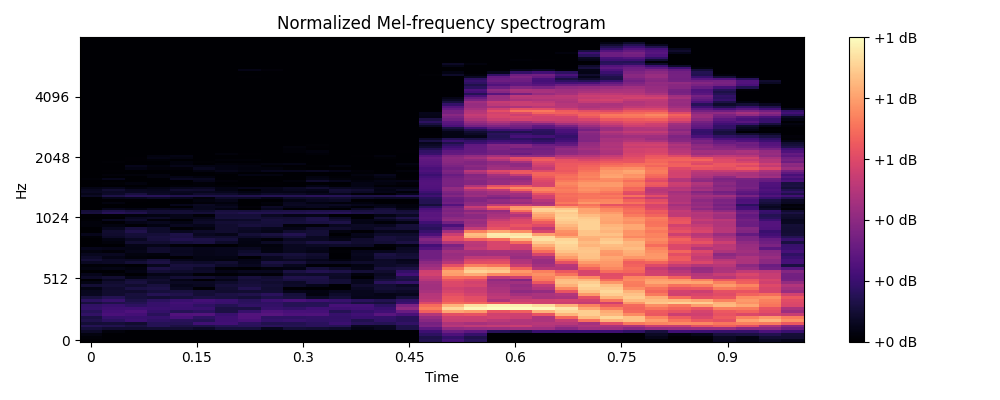 Normalized Mel-frequency spectrogram
4096
2048
1024
512
0
Hz
0 0.15 0.3 0.45 0.6 0.75 0.9
Time
+1 dB
+1 dB
+1 dB
+0 dB
+0 dB
+0 dB